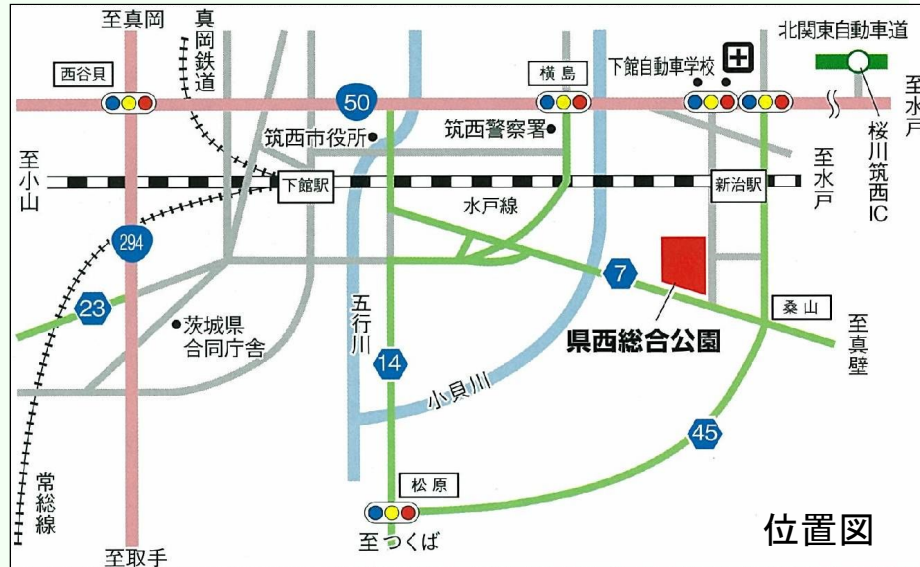 至真岡
真岡鉄道
西谷貝
50
横島
下館自動車学校
北関東自動車道
至水戸
筑西市役所
筑西警察署
桜川筑西IC
至小山
下館駅
水戸線
新治駅
至水戸
294
23
茨城県
合同庁舎
五行川
14
小貝川
7
県西総合公園
桑山
至真壁
45
常総線
松原
至取手
至つくば
位置図